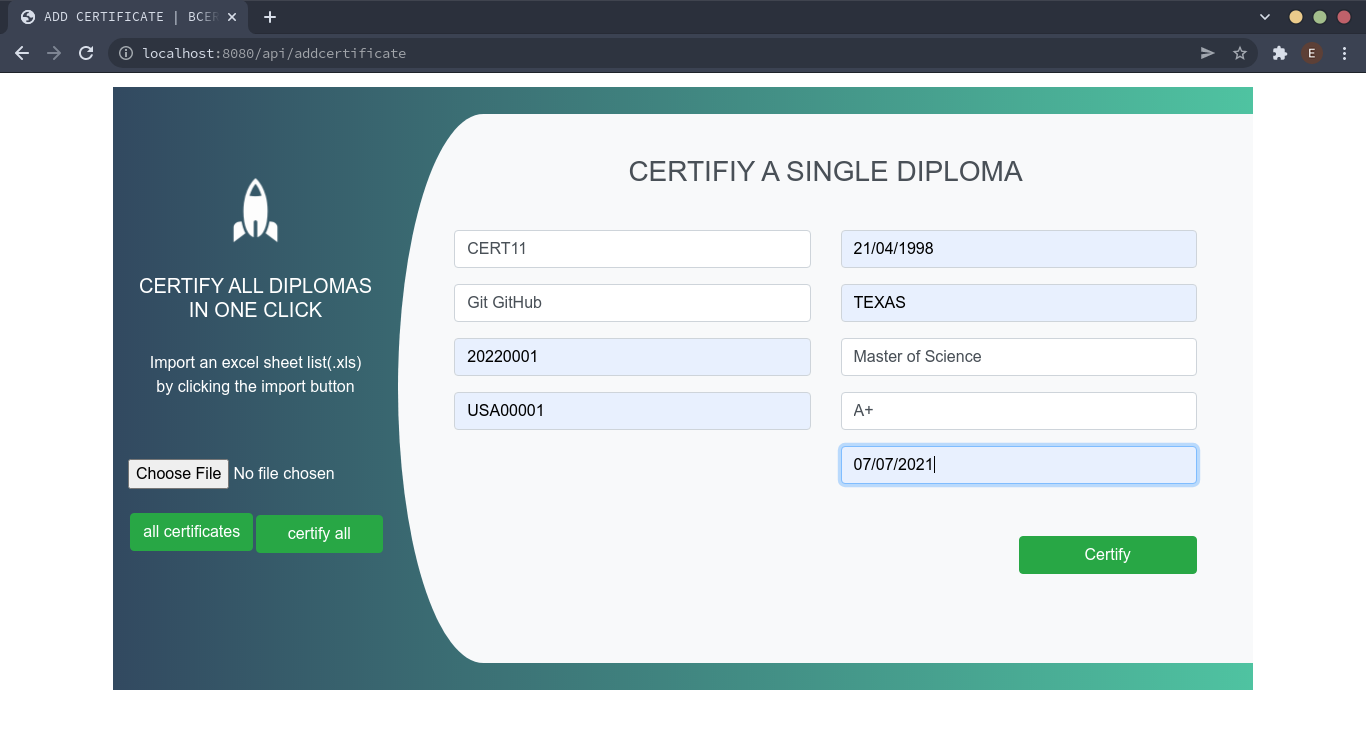 ADD CERTIFICATE | BCER
localhost:8080/api/addcertificate
E
CERTIFY ALL DIPLOMAS
IN ONE CLICK
Import an excel sheet list(.xls)
by clicking the import button
Choose File No file chosen
all certificates
certify all
CERTIFIY A SINGLE DIPLOMA
CERT11
21/04/1998
Git GitHub
TEXAS
20220001
Master of Science
USA00001
A+
07/07/2021
Certify